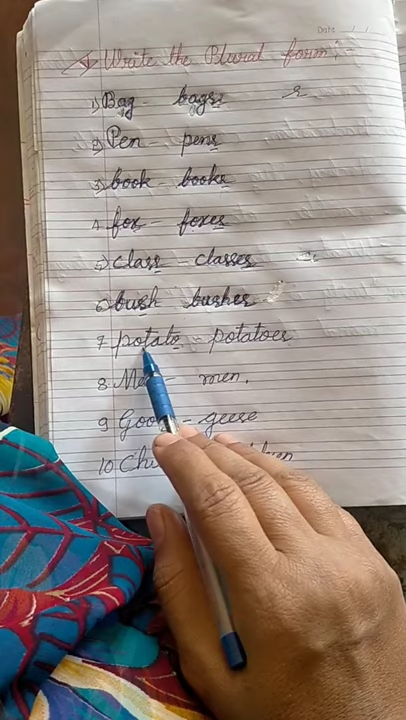 Date / /
Write the Plural form:-
1) Bag - bags s
2) Pen - pens
3) book - books
4 fox - foxes
5) class - classes
6 bush bushes
7 potato - potatoes
8 men.
9 geese
10